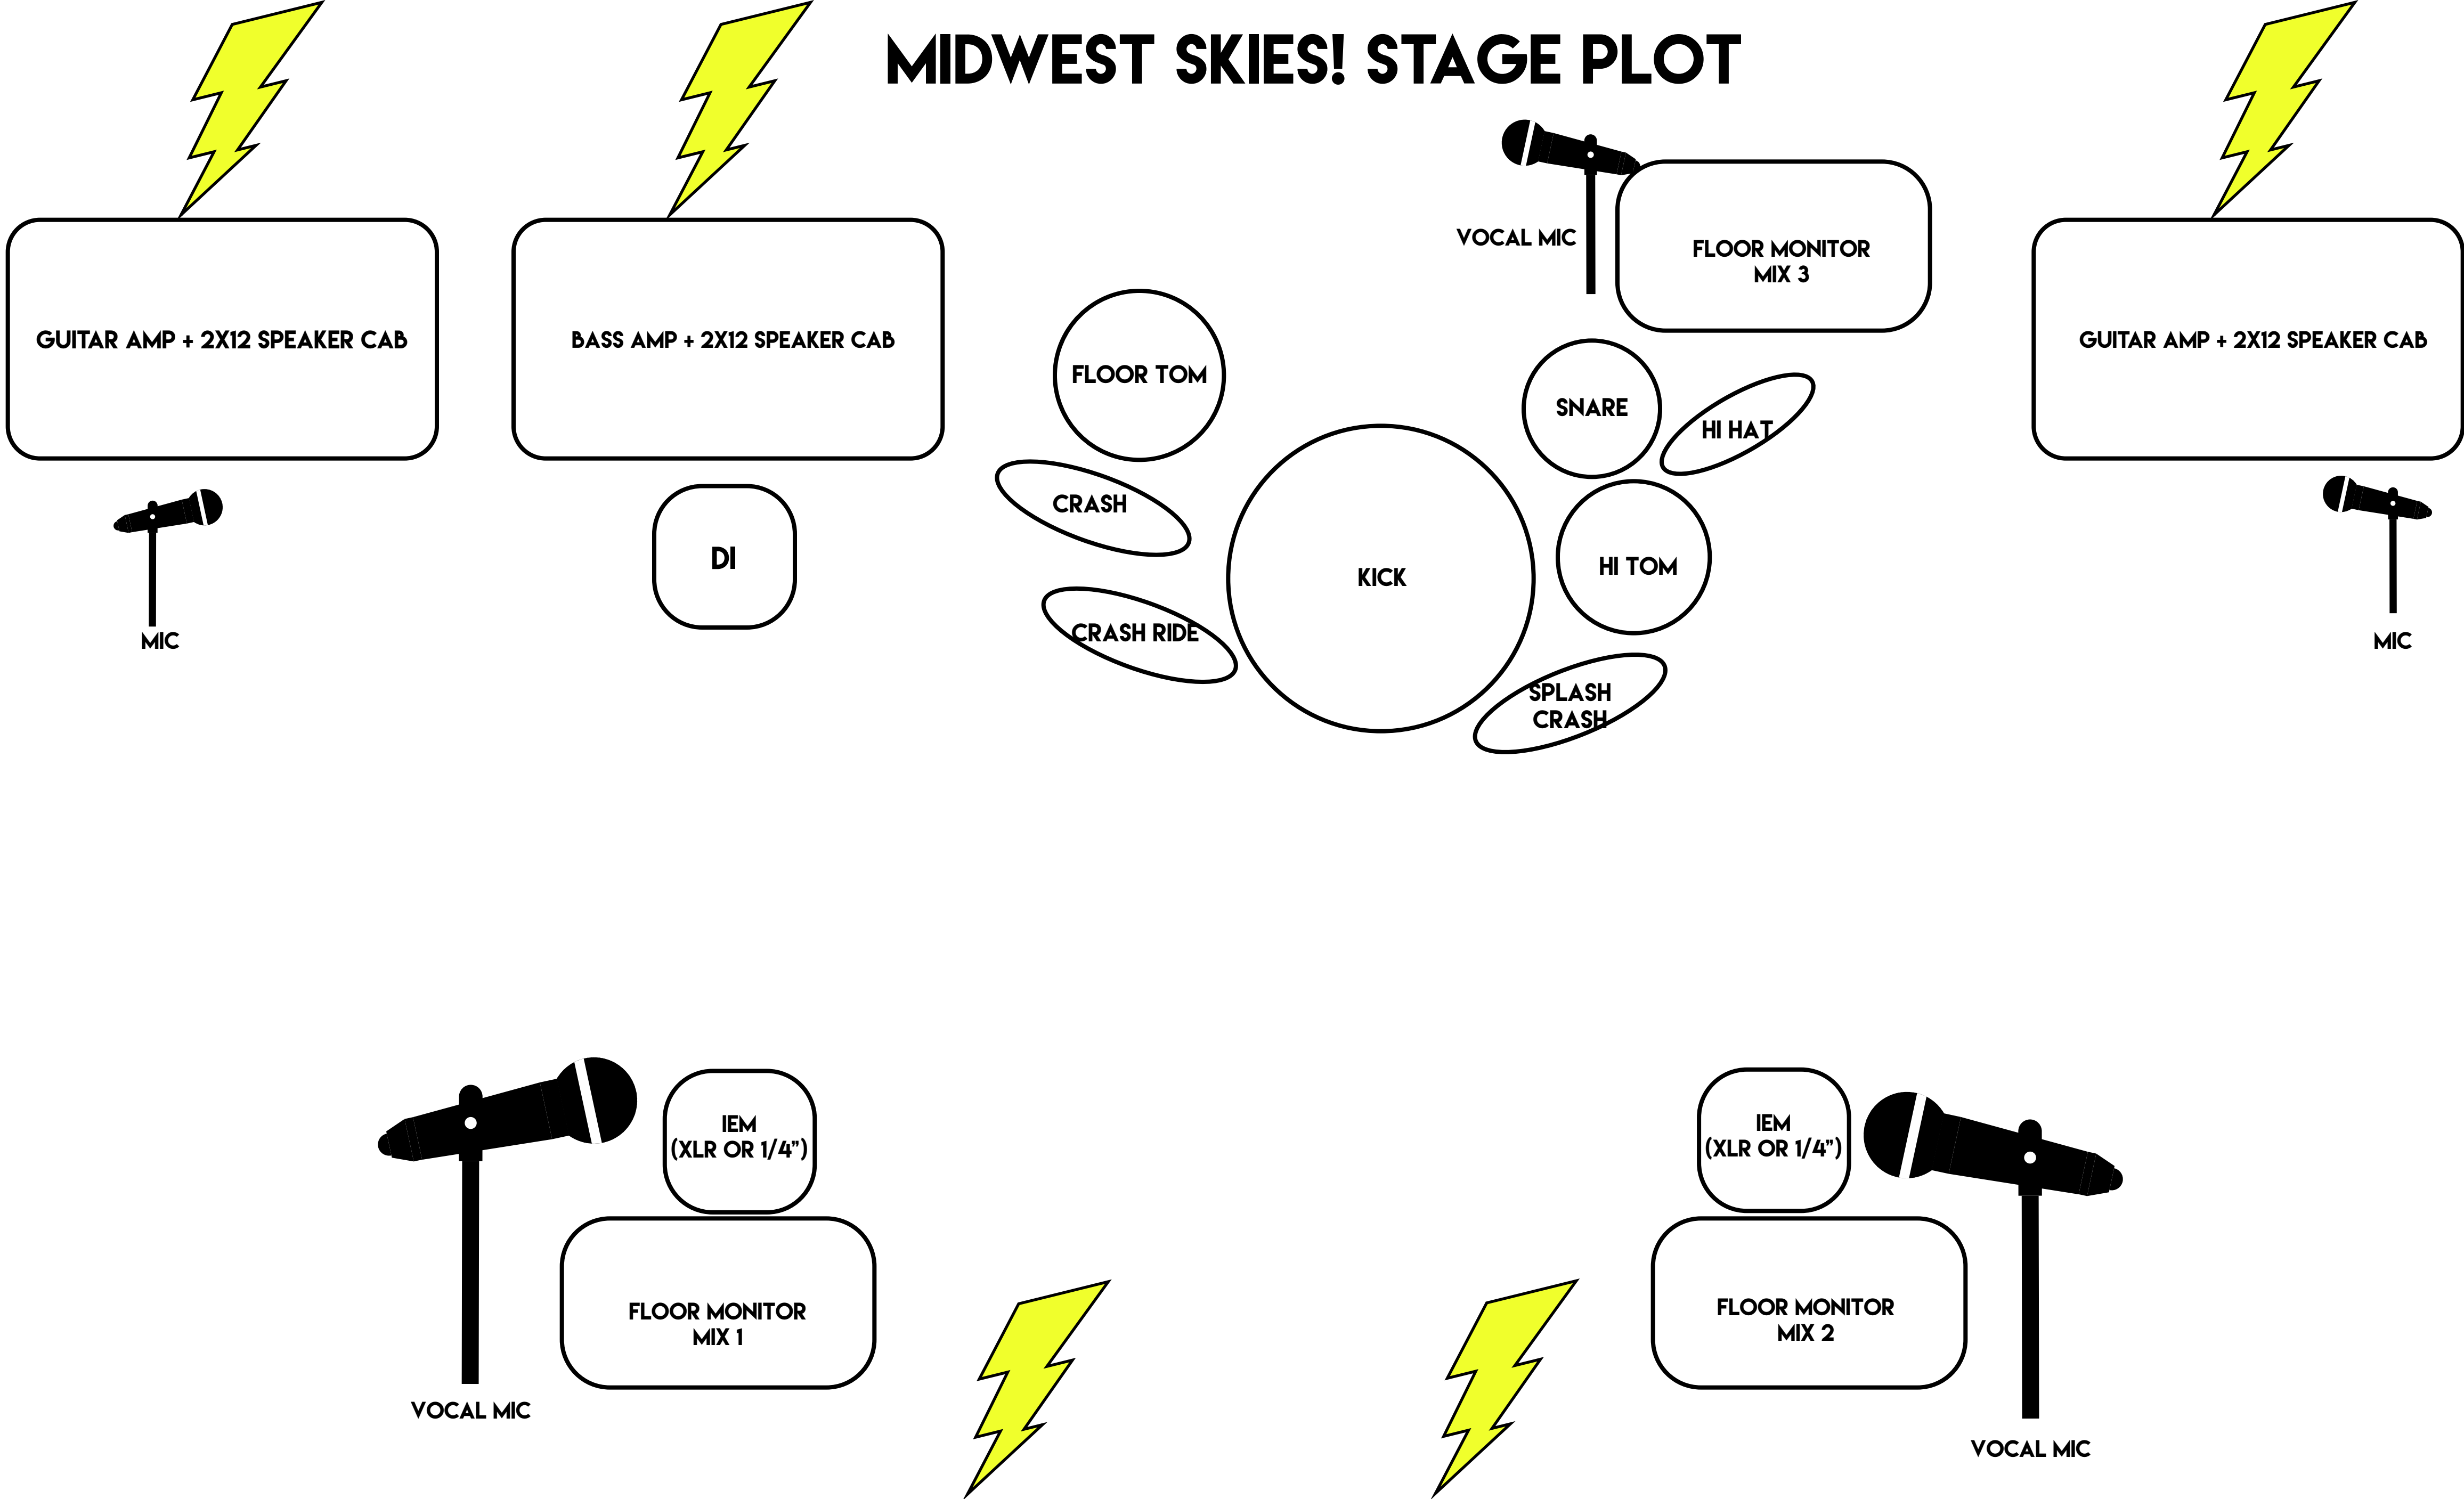 MIDWEST SKIES! STAGE PLOT
VOCAL MIC
FLOOR MONITOR
MIX 3
GUITAR AMP + 2X12 SPEAKER CAB
BASS AMP + 2X12 SPEAKER CAB
GUITAR AMP + 2X12 SPEAKER CAB
FLOOR TOM
SNARE
HI HAT
CRASH
DI
KICK
HI TOM
CRASH RIDE
MIC
MIC
SPLASH
CRASH
IEM
(XLR OR 1/4")
IEM
(XLR OR 1/4")
FLOOR MONITOR
MIX 1
FLOOR MONITOR
MIX 2
VOCAL MIC
VOCAL MIC